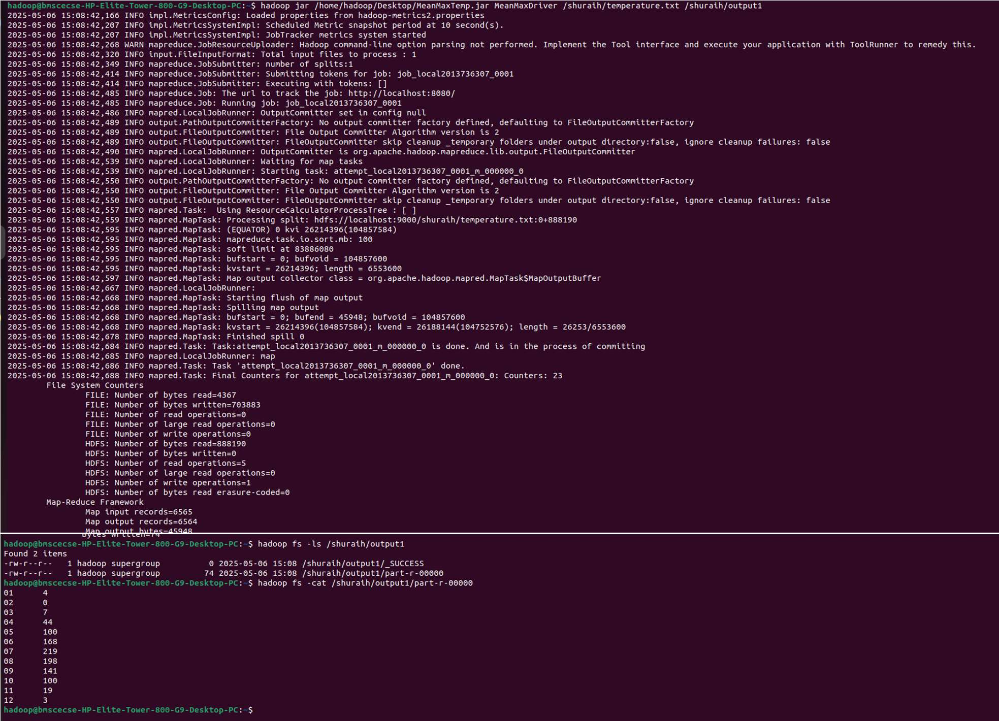 hadoop@bmscecse-HP-Elite-Tower-800-G9-Desktop-PC:~$ hadoop jar /home/hadoop/Desktop/MeanMaxTemp.jar MeanMaxDriver /shuraih/temperature.txt /shuraih/output1
2025-05-06 15:08:42,166 INFO impl.MetricsConfig: Loaded properties from hadoop-metrics2.properties
2025-05-06 15:08:42,207 INFO impl.MetricsSystemImpl: Scheduled Metric snapshot period at 10 second(s).
2025-05-06 15:08:42,207 INFO impl.MetricsSystemImpl: JobTracker metrics system started
2025-05-06 15:08:42,268 WARN mapreduce.JobResourceUploader: Hadoop command-line option parsing not performed. Implement the Tool interface and execute your application with ToolRunner to remedy this.
2025-05-06 15:08:42,320 INFO input.FileInputFormat: Total input files to process : 1
2025-05-06 15:08:42,349 INFO mapreduce.JobSubmitter: number of splits:1
2025-05-06 15:08:42,414 INFO mapreduce.JobSubmitter: Submitting tokens for job: job_local2013736307_0001
2025-05-06 15:08:42,414 INFO mapreduce.JobSubmitter: Executing with tokens: []
2025-05-06 15:08:42,485 INFO mapreduce.Job: The url to track the job: http://localhost:8080/
2025-05-06 15:08:42,485 INFO mapreduce.Job: Running job: job_local2013736307_0001
2025-05-06 15:08:42,486 INFO mapred.LocalJobRunner: OutputCommitter set in config null
2025-05-06 15:08:42,489 INFO output.PathOutputCommitterFactory: No output committer factory defined, defaulting to FileOutputCommitterFactory
2025-05-06 15:08:42,489 INFO output.FileOutputCommitter: File Output Committer Algorithm version is 2
2025-05-06 15:08:42,489 INFO output.FileOutputCommitter: FileOutputCommitter skip cleanup _temporary folders under output directory:false, ignore cleanup failures: false
2025-05-06 15:08:42,490 INFO mapred.LocalJobRunner: OutputCommitter is org.apache.hadoop.mapreduce.lib.output.FileOutputCommitter
2025-05-06 15:08:42,539 INFO mapred.LocalJobRunner: Waiting for map tasks
2025-05-06 15:08:42,539 INFO mapred.LocalJobRunner: Starting task: attempt_local2013736307_0001_m_000000_0
2025-05-06 15:08:42,550 INFO output.PathOutputCommitterFactory: No output committer factory defined, defaulting to FileOutputCommitterFactory
2025-05-06 15:08:42,550 INFO output.FileOutputCommitter: File Output Committer Algorithm version is 2
2025-05-06 15:08:42,550 INFO output.FileOutputCommitter: FileOutputCommitter skip cleanup _temporary folders under output directory:false, ignore cleanup failures: false
2025-05-06 15:08:42,557 INFO mapred.Task:  Using ResourceCalculatorProcessTree : [ ]
2025-05-06 15:08:42,559 INFO mapred.MapTask: Processing split: hdfs://localhost:9000/shuraih/temperature.txt:0+888190
2025-05-06 15:08:42,595 INFO mapred.MapTask: (EQUATOR) 0 kvi 26214396(104857584)
2025-05-06 15:08:42,595 INFO mapred.MapTask: mapreduce.task.io.sort.mb: 100
2025-05-06 15:08:42,595 INFO mapred.MapTask: soft limit at 83886080
2025-05-06 15:08:42,595 INFO mapred.MapTask: bufstart = 0; bufvoid = 104857600
2025-05-06 15:08:42,595 INFO mapred.MapTask: kvstart = 26214396; length = 6553600
2025-05-06 15:08:42,597 INFO mapred.MapTask: Map output collector class = org.apache.hadoop.mapred.MapTask$MapOutputBuffer
2025-05-06 15:08:42,667 INFO mapred.LocalJobRunner:
2025-05-06 15:08:42,668 INFO mapred.MapTask: Starting flush of map output
2025-05-06 15:08:42,668 INFO mapred.MapTask: Spilling map output
2025-05-06 15:08:42,668 INFO mapred.MapTask: bufstart = 0; bufend = 45948; bufvoid = 104857600
2025-05-06 15:08:42,668 INFO mapred.MapTask: kvstart = 26214396(104857584); kvend = 26188144(104752576); length = 26253/6553600
2025-05-06 15:08:42,678 INFO mapred.MapTask: Finished spill 0
2025-05-06 15:08:42,684 INFO mapred.Task: Task:attempt_local2013736307_0001_m_000000_0 is done. And is in the process of committing
2025-05-06 15:08:42,685 INFO mapred.LocalJobRunner: map
2025-05-06 15:08:42,686 INFO mapred.Task: Task 'attempt_local2013736307_0001_m_000000_0' done.
2025-05-06 15:08:42,688 INFO mapred.Task: Final Counters for attempt_local2013736307_0001_m_000000_0: Counters: 23
File System Counters
FILE: Number of bytes read=4367
FILE: Number of bytes written=703883
FILE: Number of read operations=0
FILE: Number of large read operations=0
FILE: Number of write operations=0
HDFS: Number of bytes read=888190
HDFS: Number of bytes written=0
HDFS: Number of read operations=5
HDFS: Number of large read operations=0
HDFS: Number of write operations=1
HDFS: Number of bytes read erasure-coded=0
Map-Reduce Framework
Map input records=6565
Map output records=6564
Map output bytes=45948
Bytes Written=74
hadoop@bmscecse-HP-Elite-Tower-800-G9-Desktop-PC:~$ hadoop fs -ls /shuraih/output1
Found 2 items
-rw-r--r--   1 hadoop supergroup          0 2025-05-06 15:08 /shuraih/output1/_SUCCESS
-rw-r--r--   1 hadoop supergroup         74 2025-05-06 15:08 /shuraih/output1/part-r-00000
hadoop@bmscecse-HP-Elite-Tower-800-G9-Desktop-PC:~$ hadoop fs -cat /shuraih/output1/part-r-00000
01	4
02	0
03	7
04	44
05	100
06	168
07	219
08	198
09	141
10	100
11	19
12	3
hadoop@bmscecse-HP-Elite-Tower-800-G9-Desktop-PC:~$